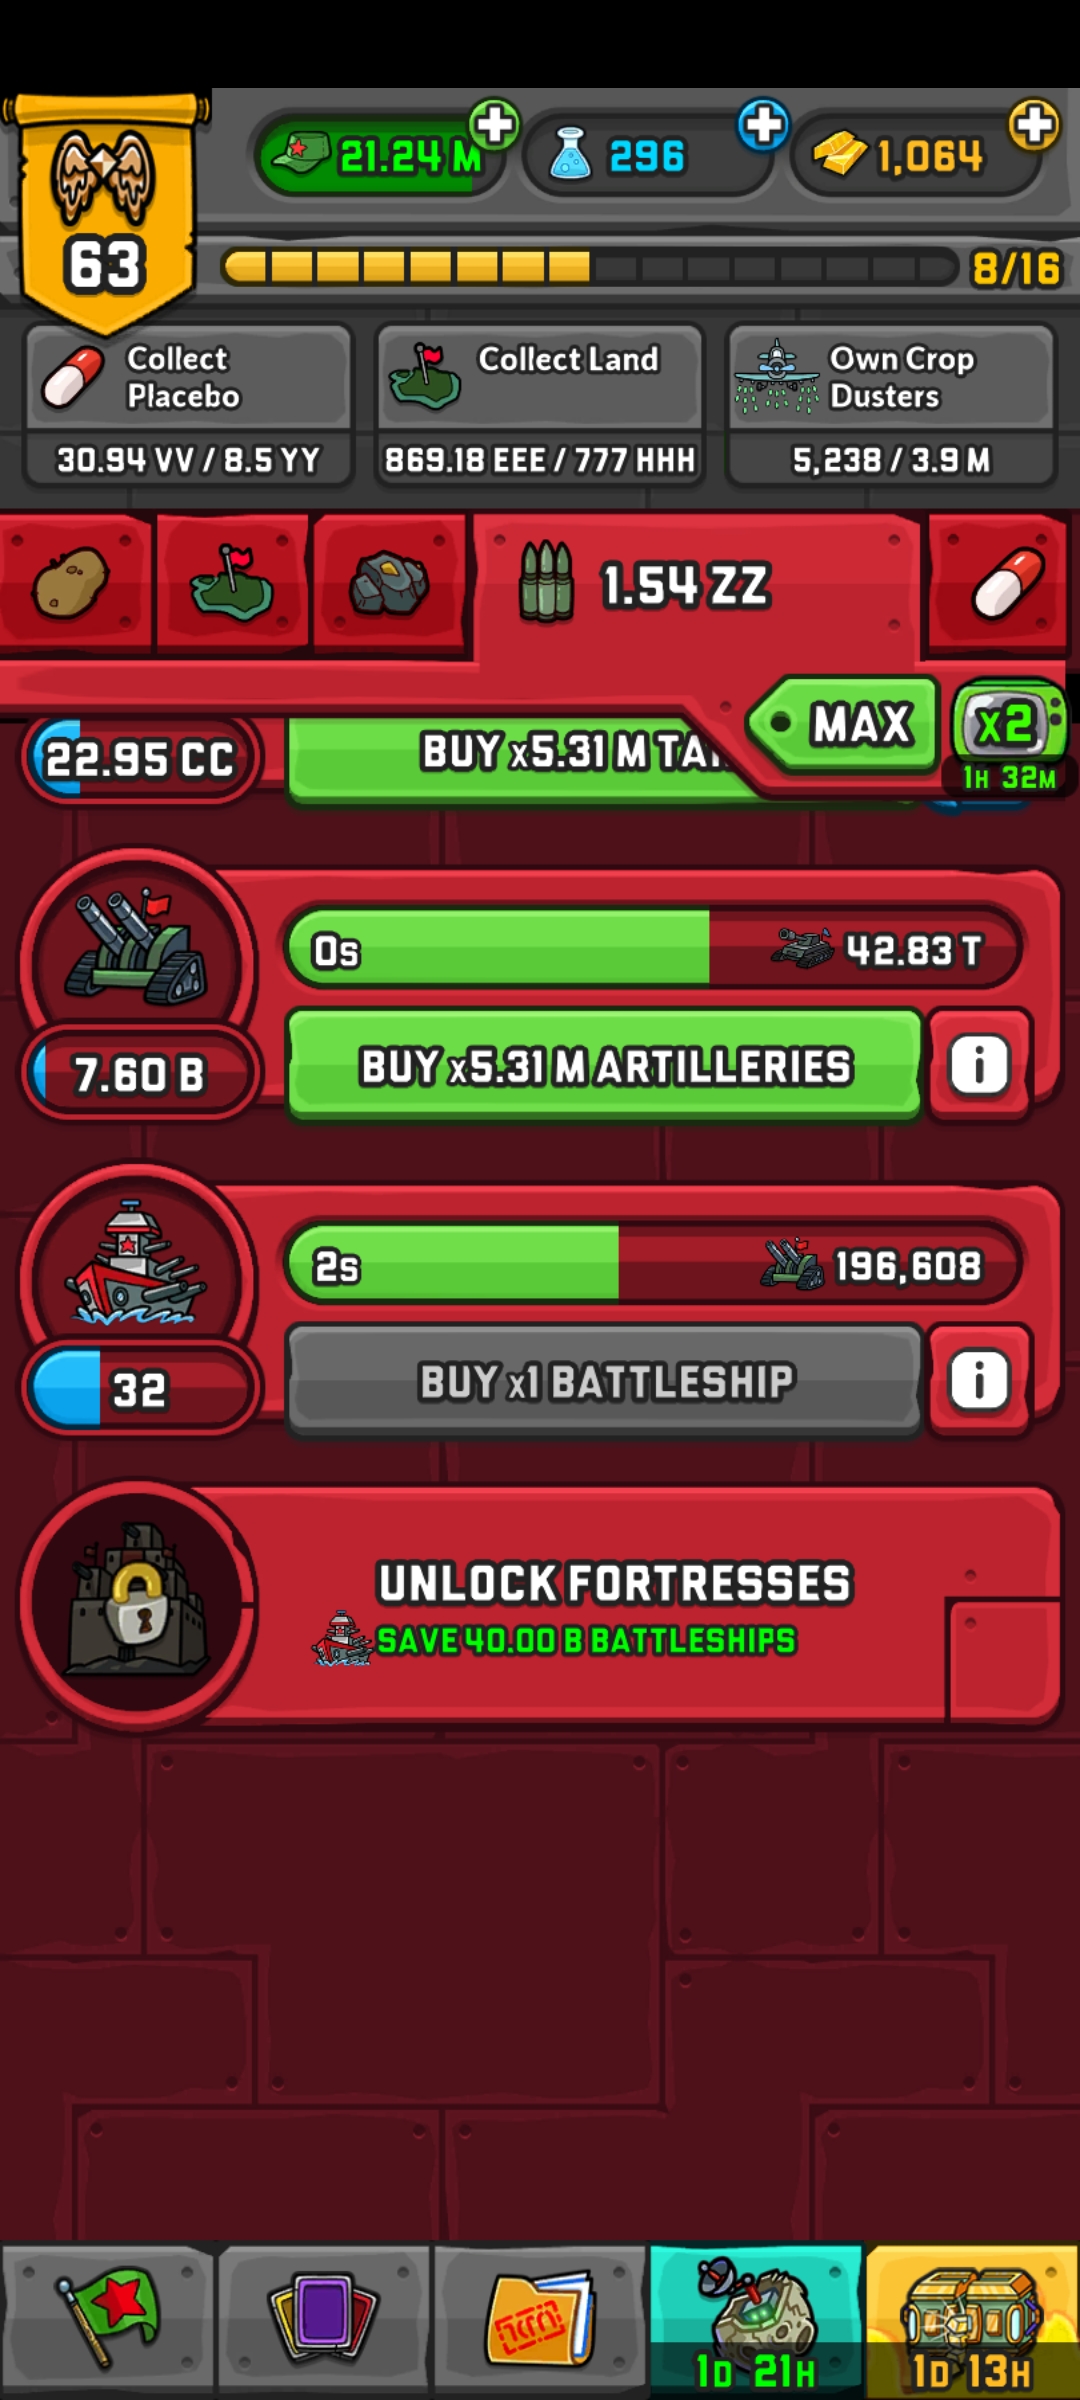 21.24 M
296
1,064
63
8/16
Collect
Placebo
30.94 VV / 8.5 YY
Collect Land
869.18 EEE / 777 HHH
Own Crop
Dusters
5,238 / 3.9 M
1.54 ZZ
MAX
x2
1H 32M
22.95 CC
BUY x5.31 M TA
0s
42.83 T
7.60 B
BUY x5.31 M ARTILLERIES
i
2s
196,608
32
BUY x1 BATTLESHIP
i
UNLOCK FORTRESSES
SAVE 40.00 B BATTLESHIPS
1D 21H
1D 13H